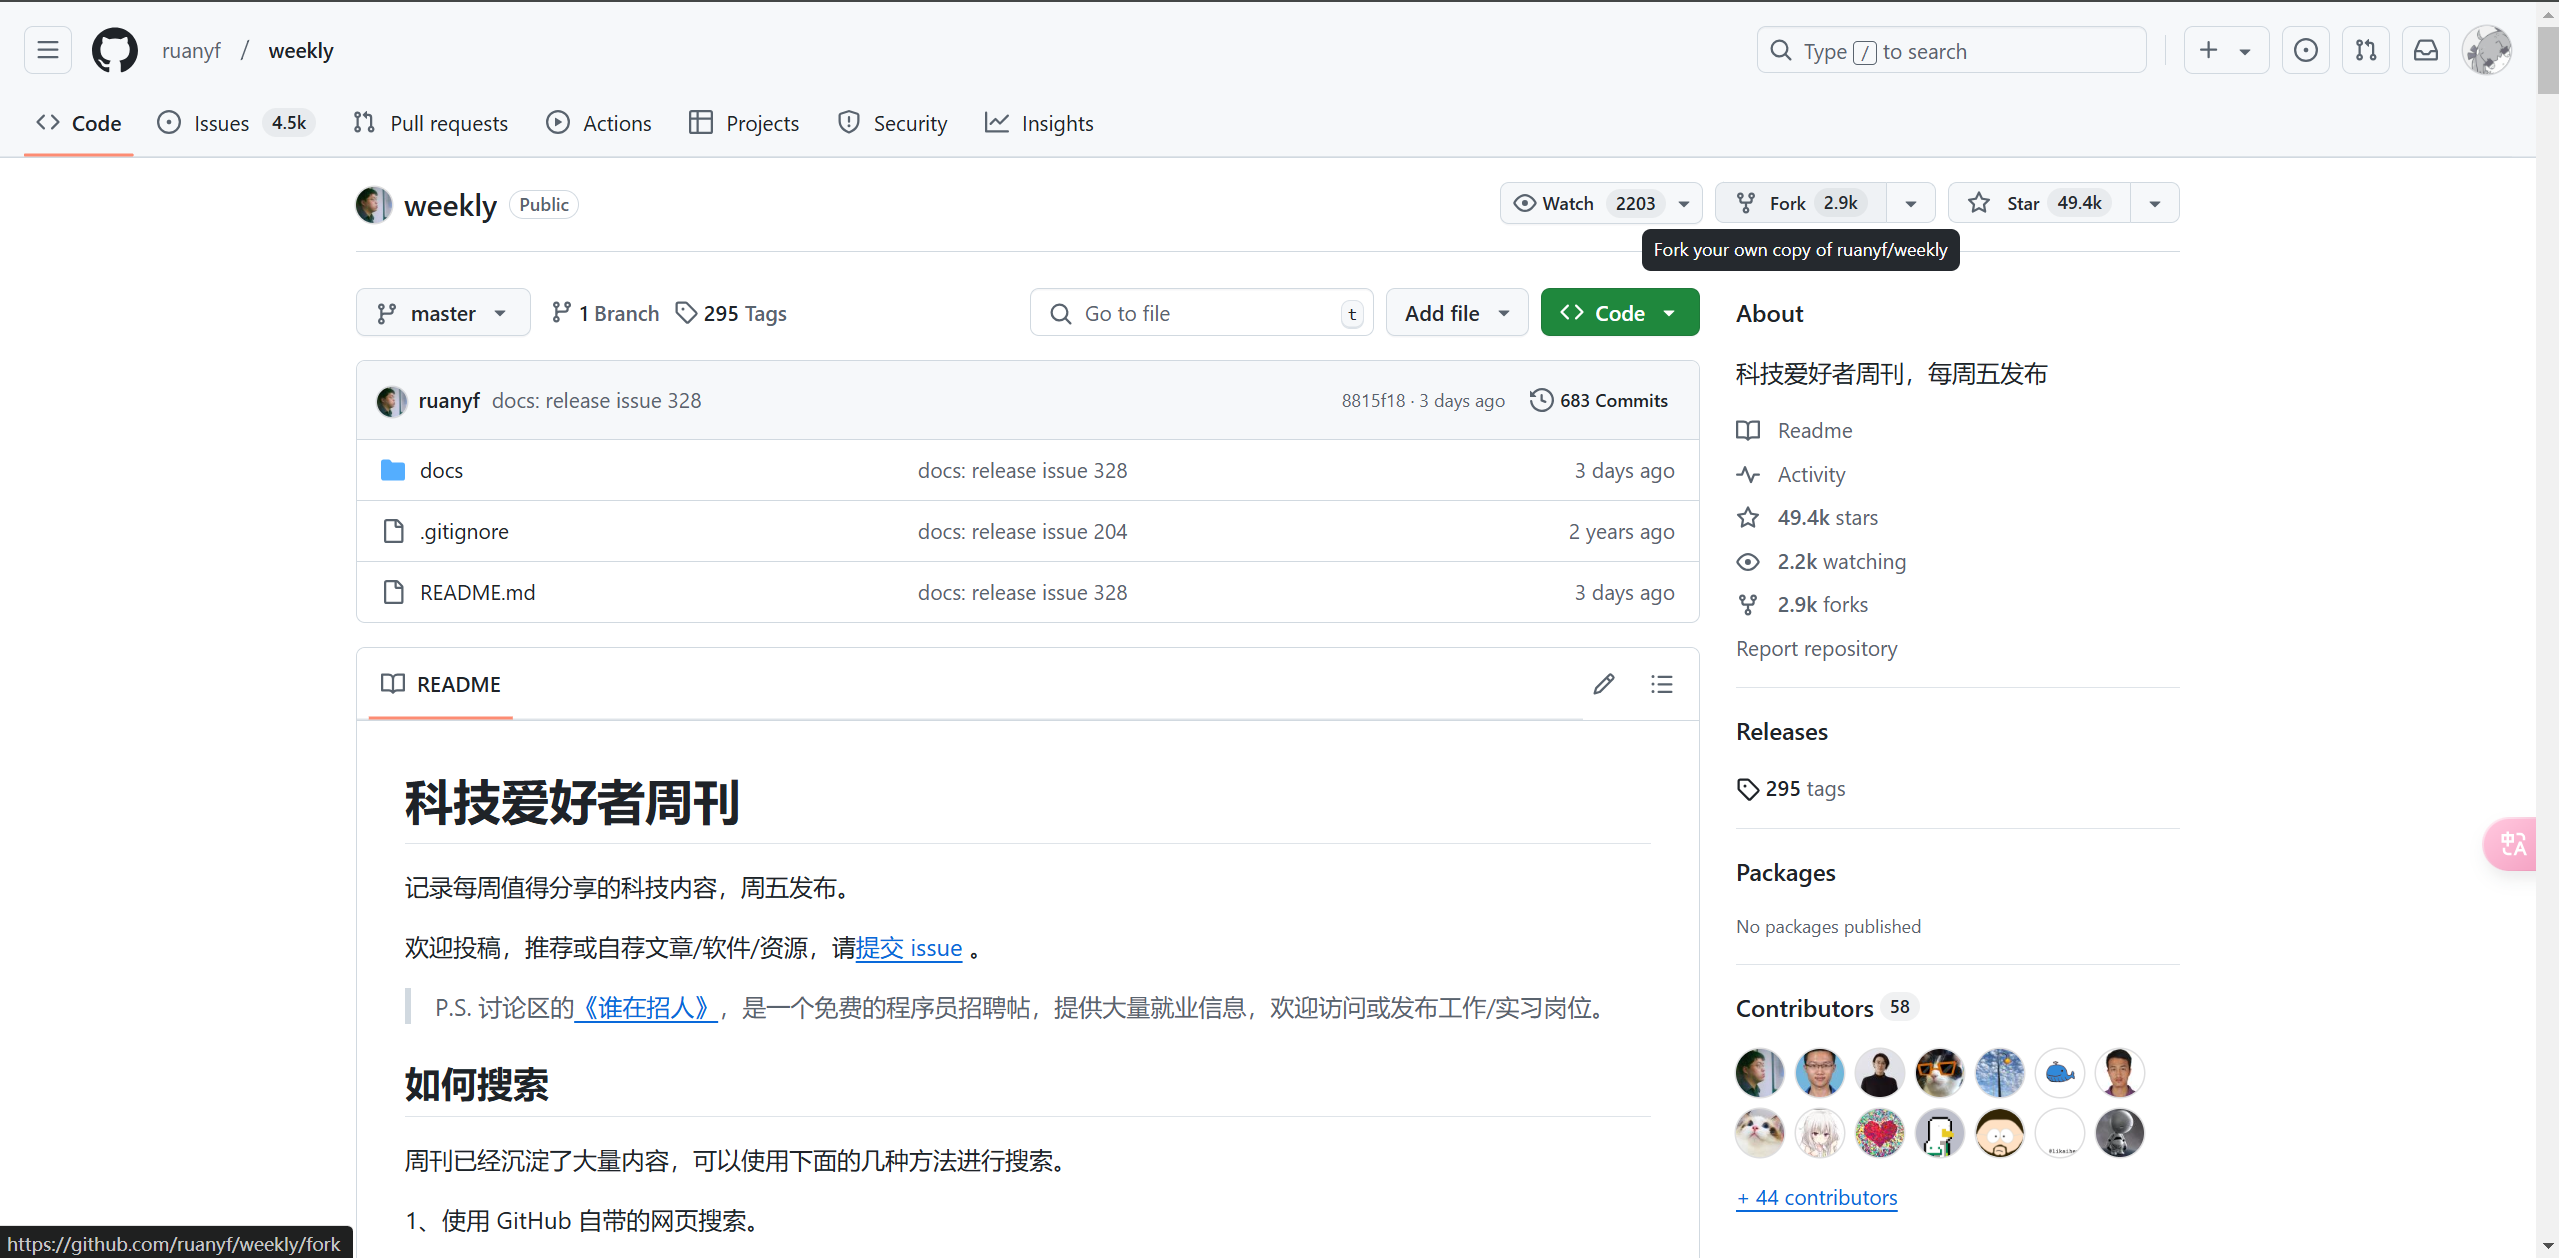 ruanyf / weekly
Type / to search
Code
Issues 4.5k
Pull requests
Actions
Projects
Security
Insights
weekly Public
Watch 2203
Fork 2.9k
Star 49.4k
Fork your own copy of ruanyf/weekly
master
1 Branch
295 Tags
Go to file t
Add file
Code
ruanyf docs: release issue 328 8815f18 · 3 days ago 683 Commits
docs docs: release issue 328 3 days ago
.gitignore docs: release issue 204 2 years ago
README.md docs: release issue 328 3 days ago
README
科技爱好者周刊
记录每周值得分享的科技内容，周五发布。
欢迎投稿，推荐或自荐文章/软件/资源，请提交 issue 。
P.S. 讨论区的《谁在招人》，是一个免费的程序员招聘帖，提供大量就业信息，欢迎访问或发布工作/实习岗位。
如何搜索
周刊已经沉淀了大量内容，可以使用下面的几种方法进行搜索。
1、使用 GitHub 自带的网页搜索。
About
科技爱好者周刊，每周五发布
Readme
Activity
49.4k stars
2.2k watching
2.9k forks
Report repository
Releases
295 tags
Packages
No packages published
Contributors 58
+ 44 contributors
中A
https://github.com/ruanyf/weekly/fork